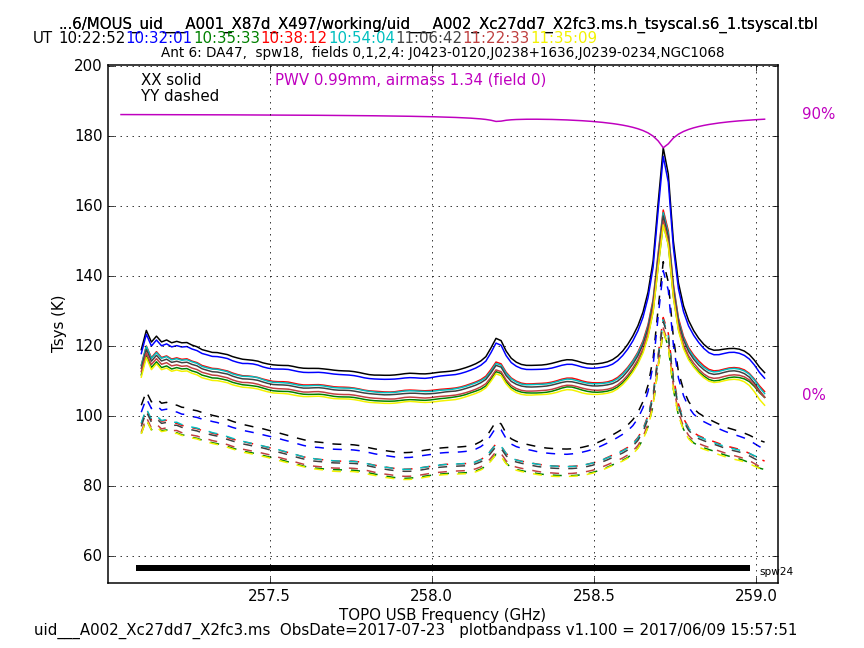 ...6/MOUS_uid___A001_X87d_X497/working/uid___A002_Xc27dd7_X2fc3.ms.h_tsyscal.s6_1.tsyscal.tbl
UT 10:22:52 10:32:01 10:35:33 10:38:12 10:54:04 11:06:42 11:22:33 11:35:09
Ant 6: DA47,  spw18,  fields 0,1,2,4: J0423-0120,J0238+1636,J0239-0234,NGC1068
200
XX solid
PWV 0.99mm, airmass 1.34 (field 0)
YY dashed
90%
180
160
140
Tsys (K)
120
0%
100
80
60
spw24
257.5
258.0
258.5
259.0
TOPO USB Frequency (GHz)
uid___A002_Xc27dd7_X2fc3.ms  ObsDate=2017-07-23   plotbandpass v1.100 = 2017/06/09 15:57:51